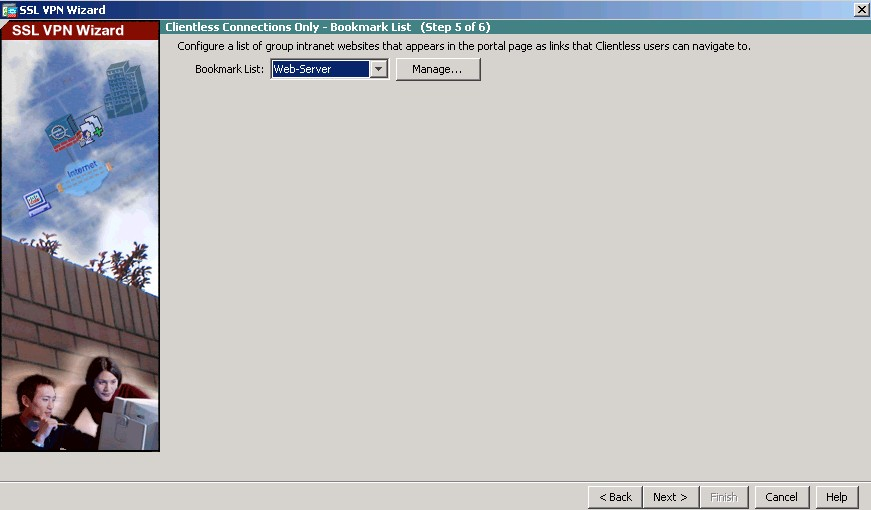 SSL VPN Wizard
SSL VPN Wizard
Clientless Connections Only - Bookmark List (Step 5 of 6)
Configure a list of group intranet websites that appears in the portal page as links that Clientless users can navigate to.
Bookmark List: Web-Server Manage...
Internet
< Back Next > Finish Cancel Help